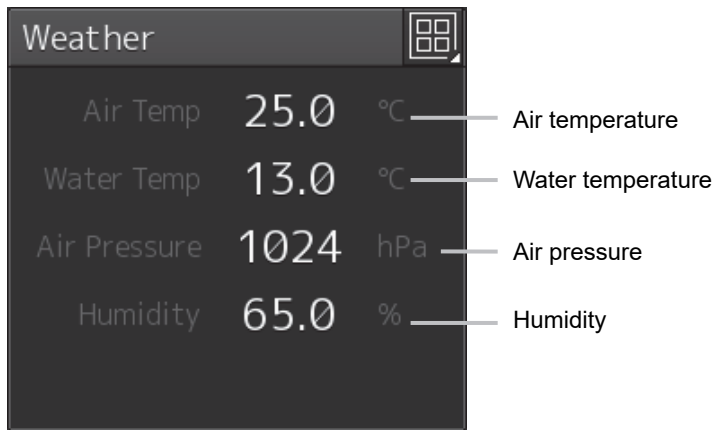 Weather
Air Temp 25.0 °C Air temperature
Water Temp 13.0 °C Water temperature
Air Pressure 1024 hPa Air pressure
Humidity 65.0 % Humidity